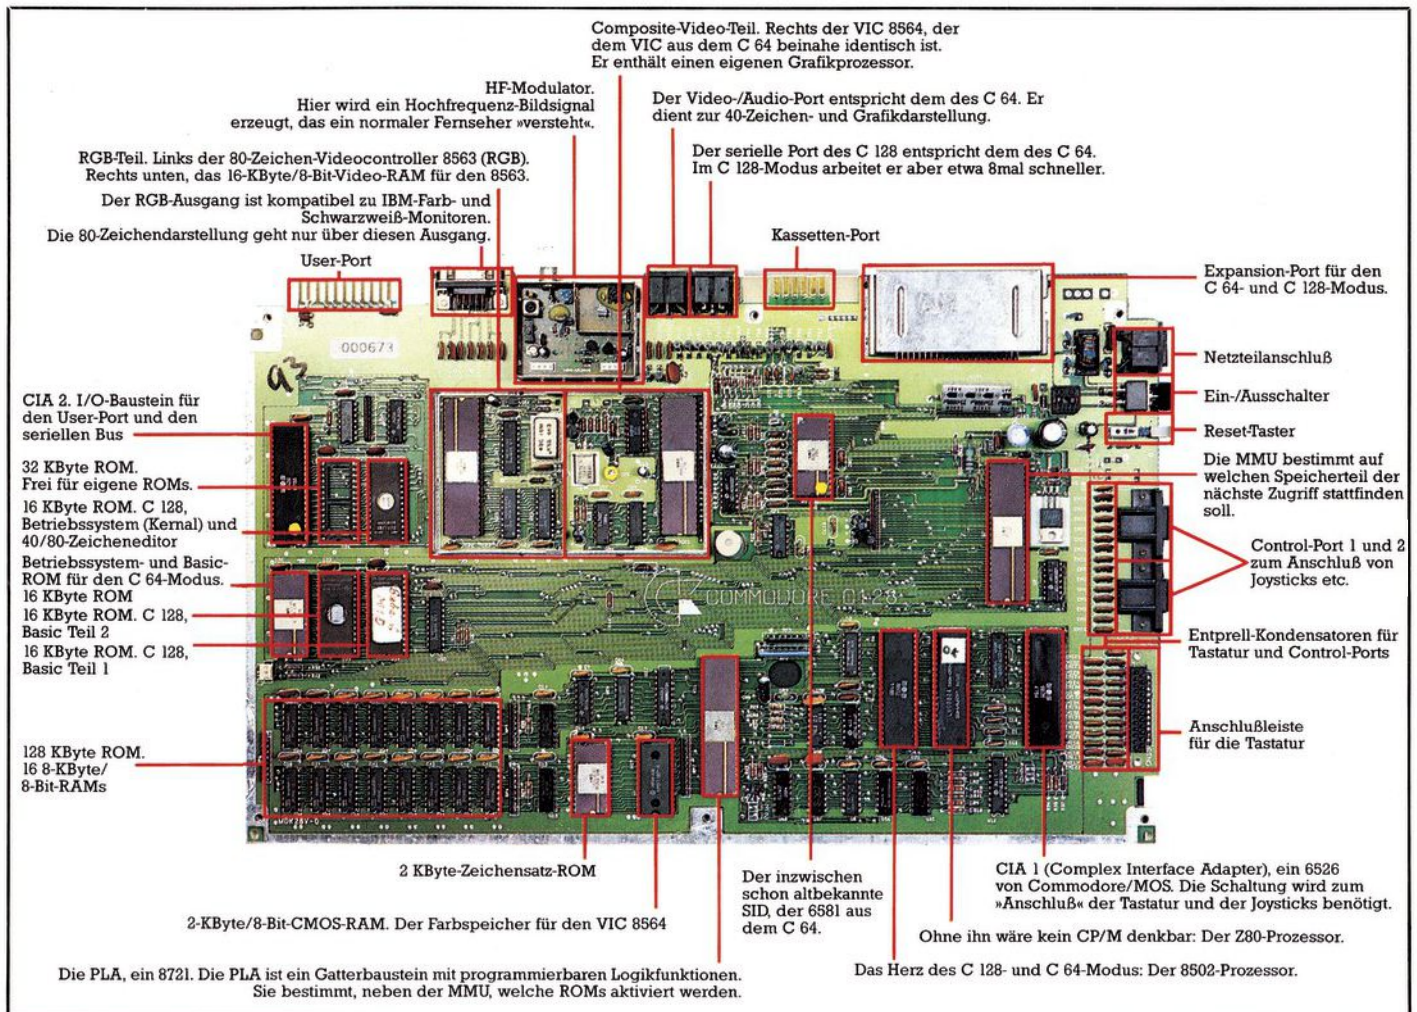 Composite-Video-Teil. Rechts der VIC 8564, der
dem VIC aus dem C 64 beinahe identisch ist.
Er enthält einen eigenen Grafikprozessor.
HF-Modulator.
Hier wird ein Hochfrequenz-Bildsignal
erzeugt, das ein normaler Fernseher »versteht«.
Der Video-/Audio-Port entspricht dem des C 64. Er
dient zur 40-Zeichen- und Grafikdarstellung.
RGB-Teil. Links der 80-Zeichen-Videocontroller 8563 (RGB).
Rechts unten, das 16-KByte/8-Bit-Video-RAM für den 8563.
Der serielle Port des C 128 entspricht dem des C 64.
Im C 128-Modus arbeitet er aber etwa 8mal schneller.
Der RGB-Ausgang ist kompatibel zu IBM-Farb- und
Schwarzweiß-Monitoren.
Die 80-Zeichendarstellung geht nur über diesen Ausgang.
User-Port
Kassetten-Port
Expansion-Port für den
C 64- und C 128-Modus.
000673
Netzteilanschluß
Ein-/Ausschalter
Reset-Taster
CIA 2. I/O-Baustein für
den User-Port und den
seriellen Bus
32 KByte ROM.
Frei für eigene ROMs.
16 KByte ROM. C 128,
Betriebssystem (Kernal) und
40/80-Zeicheneditor
Betriebssystem- und Basic-
ROM für den C 64-Modus.
16 KByte ROM
16 KByte ROM. C 128,
Basic Teil 2
16 KByte ROM. C 128,
Basic Teil 1
Die MMU bestimmt auf
welchen Speicherteil der
nächste Zugriff stattfinden
soll.
Control-Port 1 und 2
zum Anschluß von
Joysticks etc.
COMMODORE C128
Entprell-Kondensatoren für
Tastatur und Control-Ports
Anschlußleiste
für die Tastatur
128 KByte ROM.
16 8-KByte/
8-Bit-RAMs
2 KByte-Zeichensatz-ROM
2-KByte/8-Bit-CMOS-RAM. Der Farbspeicher für den VIC 8564
Die PLA, ein 8721. Die PLA ist ein Gatterbaustein mit programmierbaren Logikfunktionen.
Sie bestimmt, neben der MMU, welche ROMs aktiviert werden.
Der inzwischen
schon altbekannte
SID, der 6581 aus
dem C 64.
CIA 1 (Complex Interface Adapter), ein 6526
von Commodore/MOS. Die Schaltung wird zum
»Anschluß« der Tastatur und der Joysticks benötigt.
Ohne ihn wäre kein CP/M denkbar: Der Z80-Prozessor.
Das Herz des C 128- und C 64-Modus: Der 8502-Prozessor.